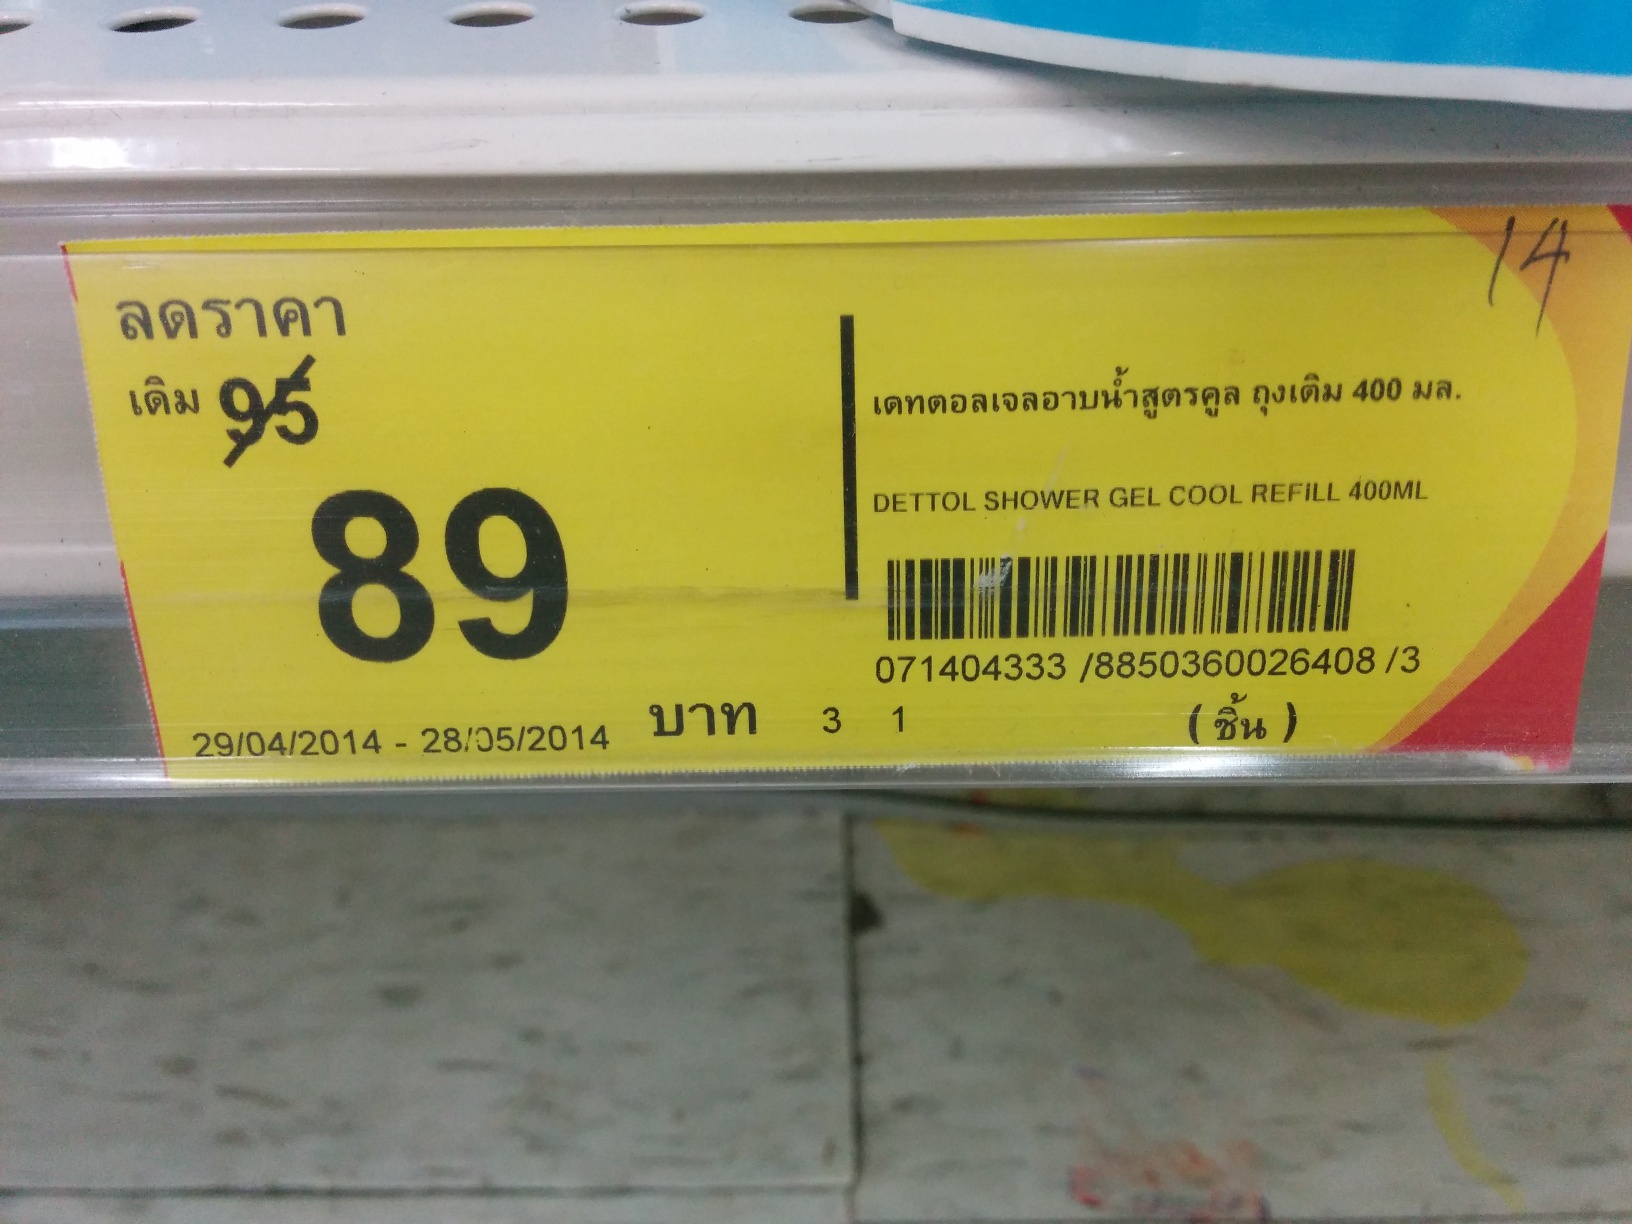 14
ลดราคา
เดิม 95
89
บาท
29/04/2014 - 28/05/2014
เดทตอลเจลอาบน้ำสูตรคูล ถุงเติม 400 มล.
DETTOL SHOWER GEL COOL REFILL 400ML
071404333 /8850360026408 /3
3 1 ( ชิ้น )